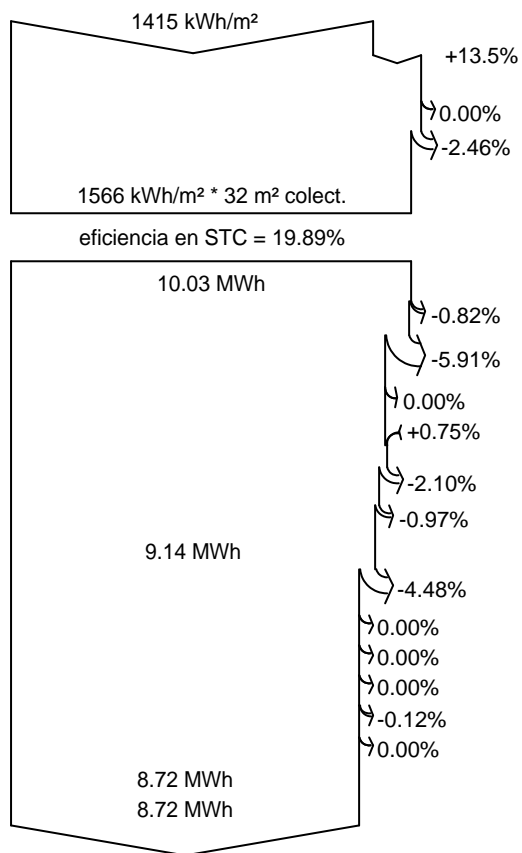 1415 kWh/m²
+13.5%
0.00%
-2.46%
1566 kWh/m² * 32 m² colect.
eficiencia en STC = 19.89%
10.03 MWh
-0.82%
-5.91%
0.00%
+0.75%
-2.10%
-0.97%
9.14 MWh
-4.48%
0.00%
0.00%
0.00%
-0.12%
0.00%
8.72 MWh
8.72 MWh